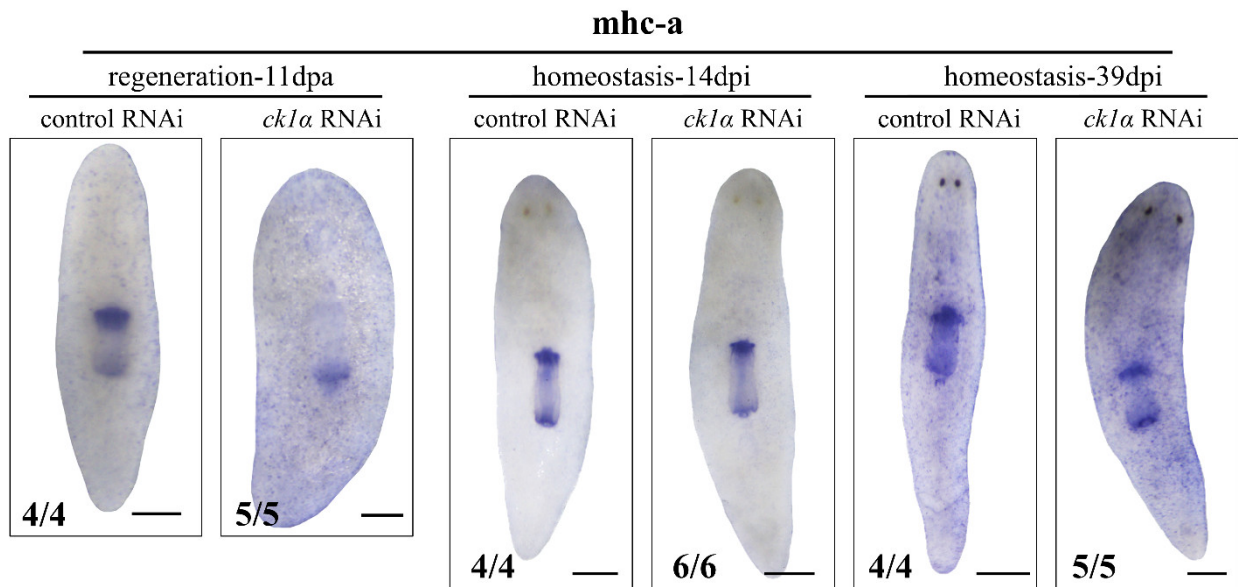 mhc-a
regeneration-11dpa homeostasis-14dpi homeostasis-39dpi
control RNAi ck1α RNAi control RNAi ck1α RNAi control RNAi ck1α RNAi
4/4 5/5 4/4 6/6 4/4 5/5